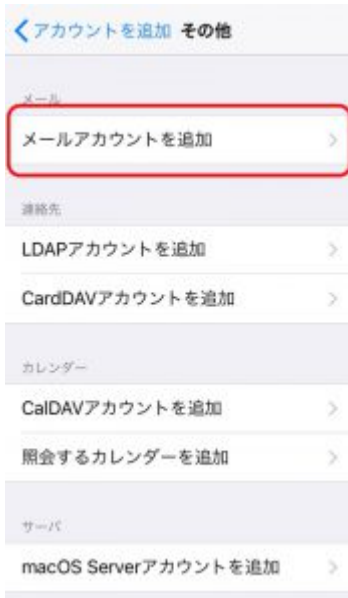 アカウントを追加 その他
メール
メールアカウントを追加
連絡先
LDAPアカウントを追加
CardDAVアカウントを追加
カレンダー
CalDAVアカウントを追加
照会するカレンダーを追加
サーバ
macOS Serverアカウントを追加